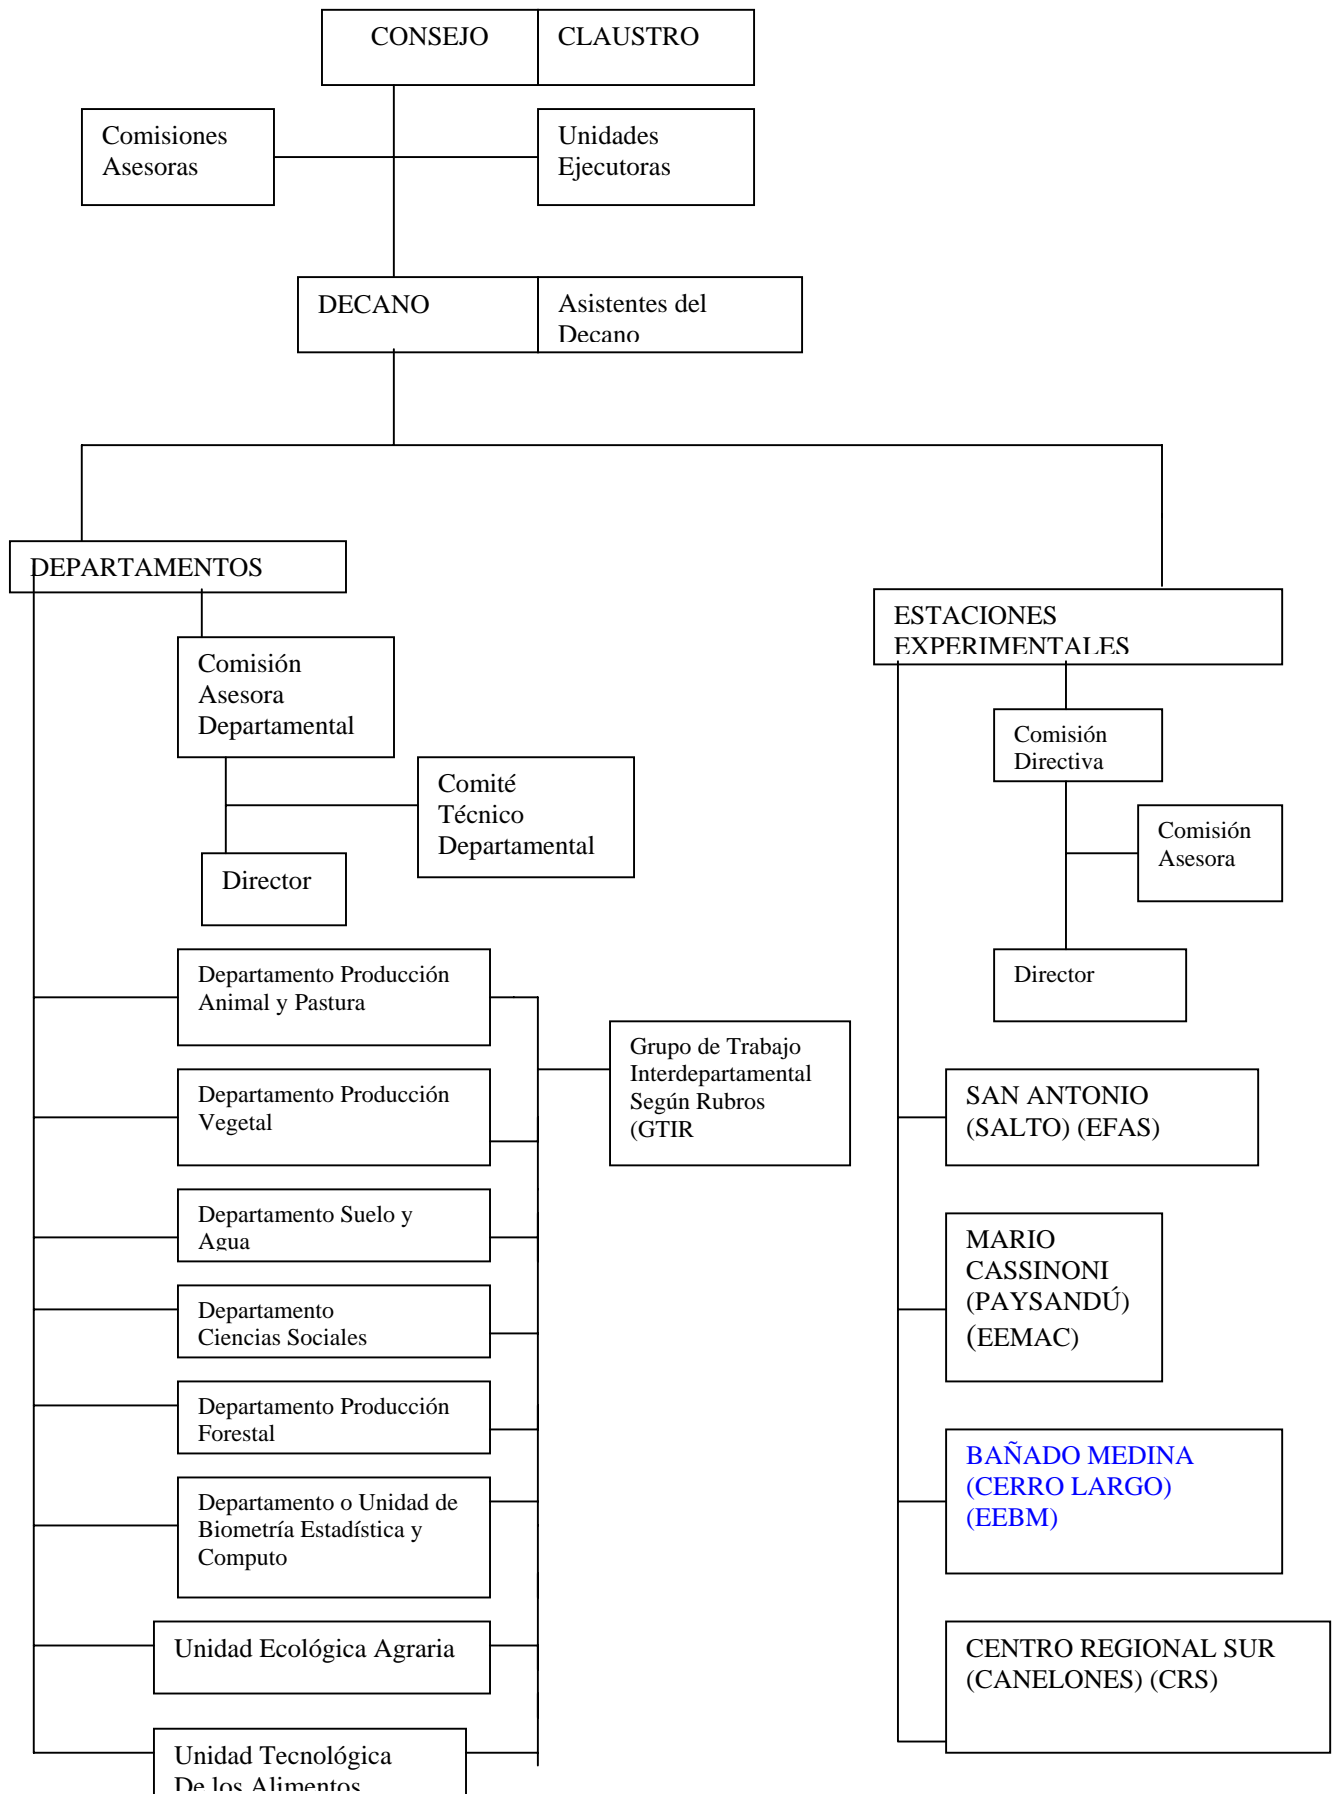 CONSEJO
CLAUSTRO
Comisiones
Asesoras
Unidades
Ejecutoras
DECANO
Asistentes del
Decano
DEPARTAMENTOS
Comisión
Asesora
Departamental
Comité
Técnico
Departamental
Director
Departamento Producción
Animal y Pastura
Departamento Producción
Vegetal
Departamento Suelo y
Agua
Departamento
Ciencias Sociales
Departamento Producción
Forestal
Departamento o Unidad de
Biometría Estadística y
Computo
Unidad Ecológica Agraria
Unidad Tecnológica
De los Alimentos
Grupo de Trabajo
Interdepartamental
Según Rubros
(GTIR
ESTACIONES
EXPERIMENTALES
Comisión
Directiva
Comisión
Asesora
Director
SAN ANTONIO
(SALTO) (EFAS)
MARIO
CASSINONI
(PAYSANDÚ)
(EEMAC)
BAÑADO MEDINA
(CERRO LARGO)
(EEBM)
CENTRO REGIONAL SUR
(CANELONES) (CRS)